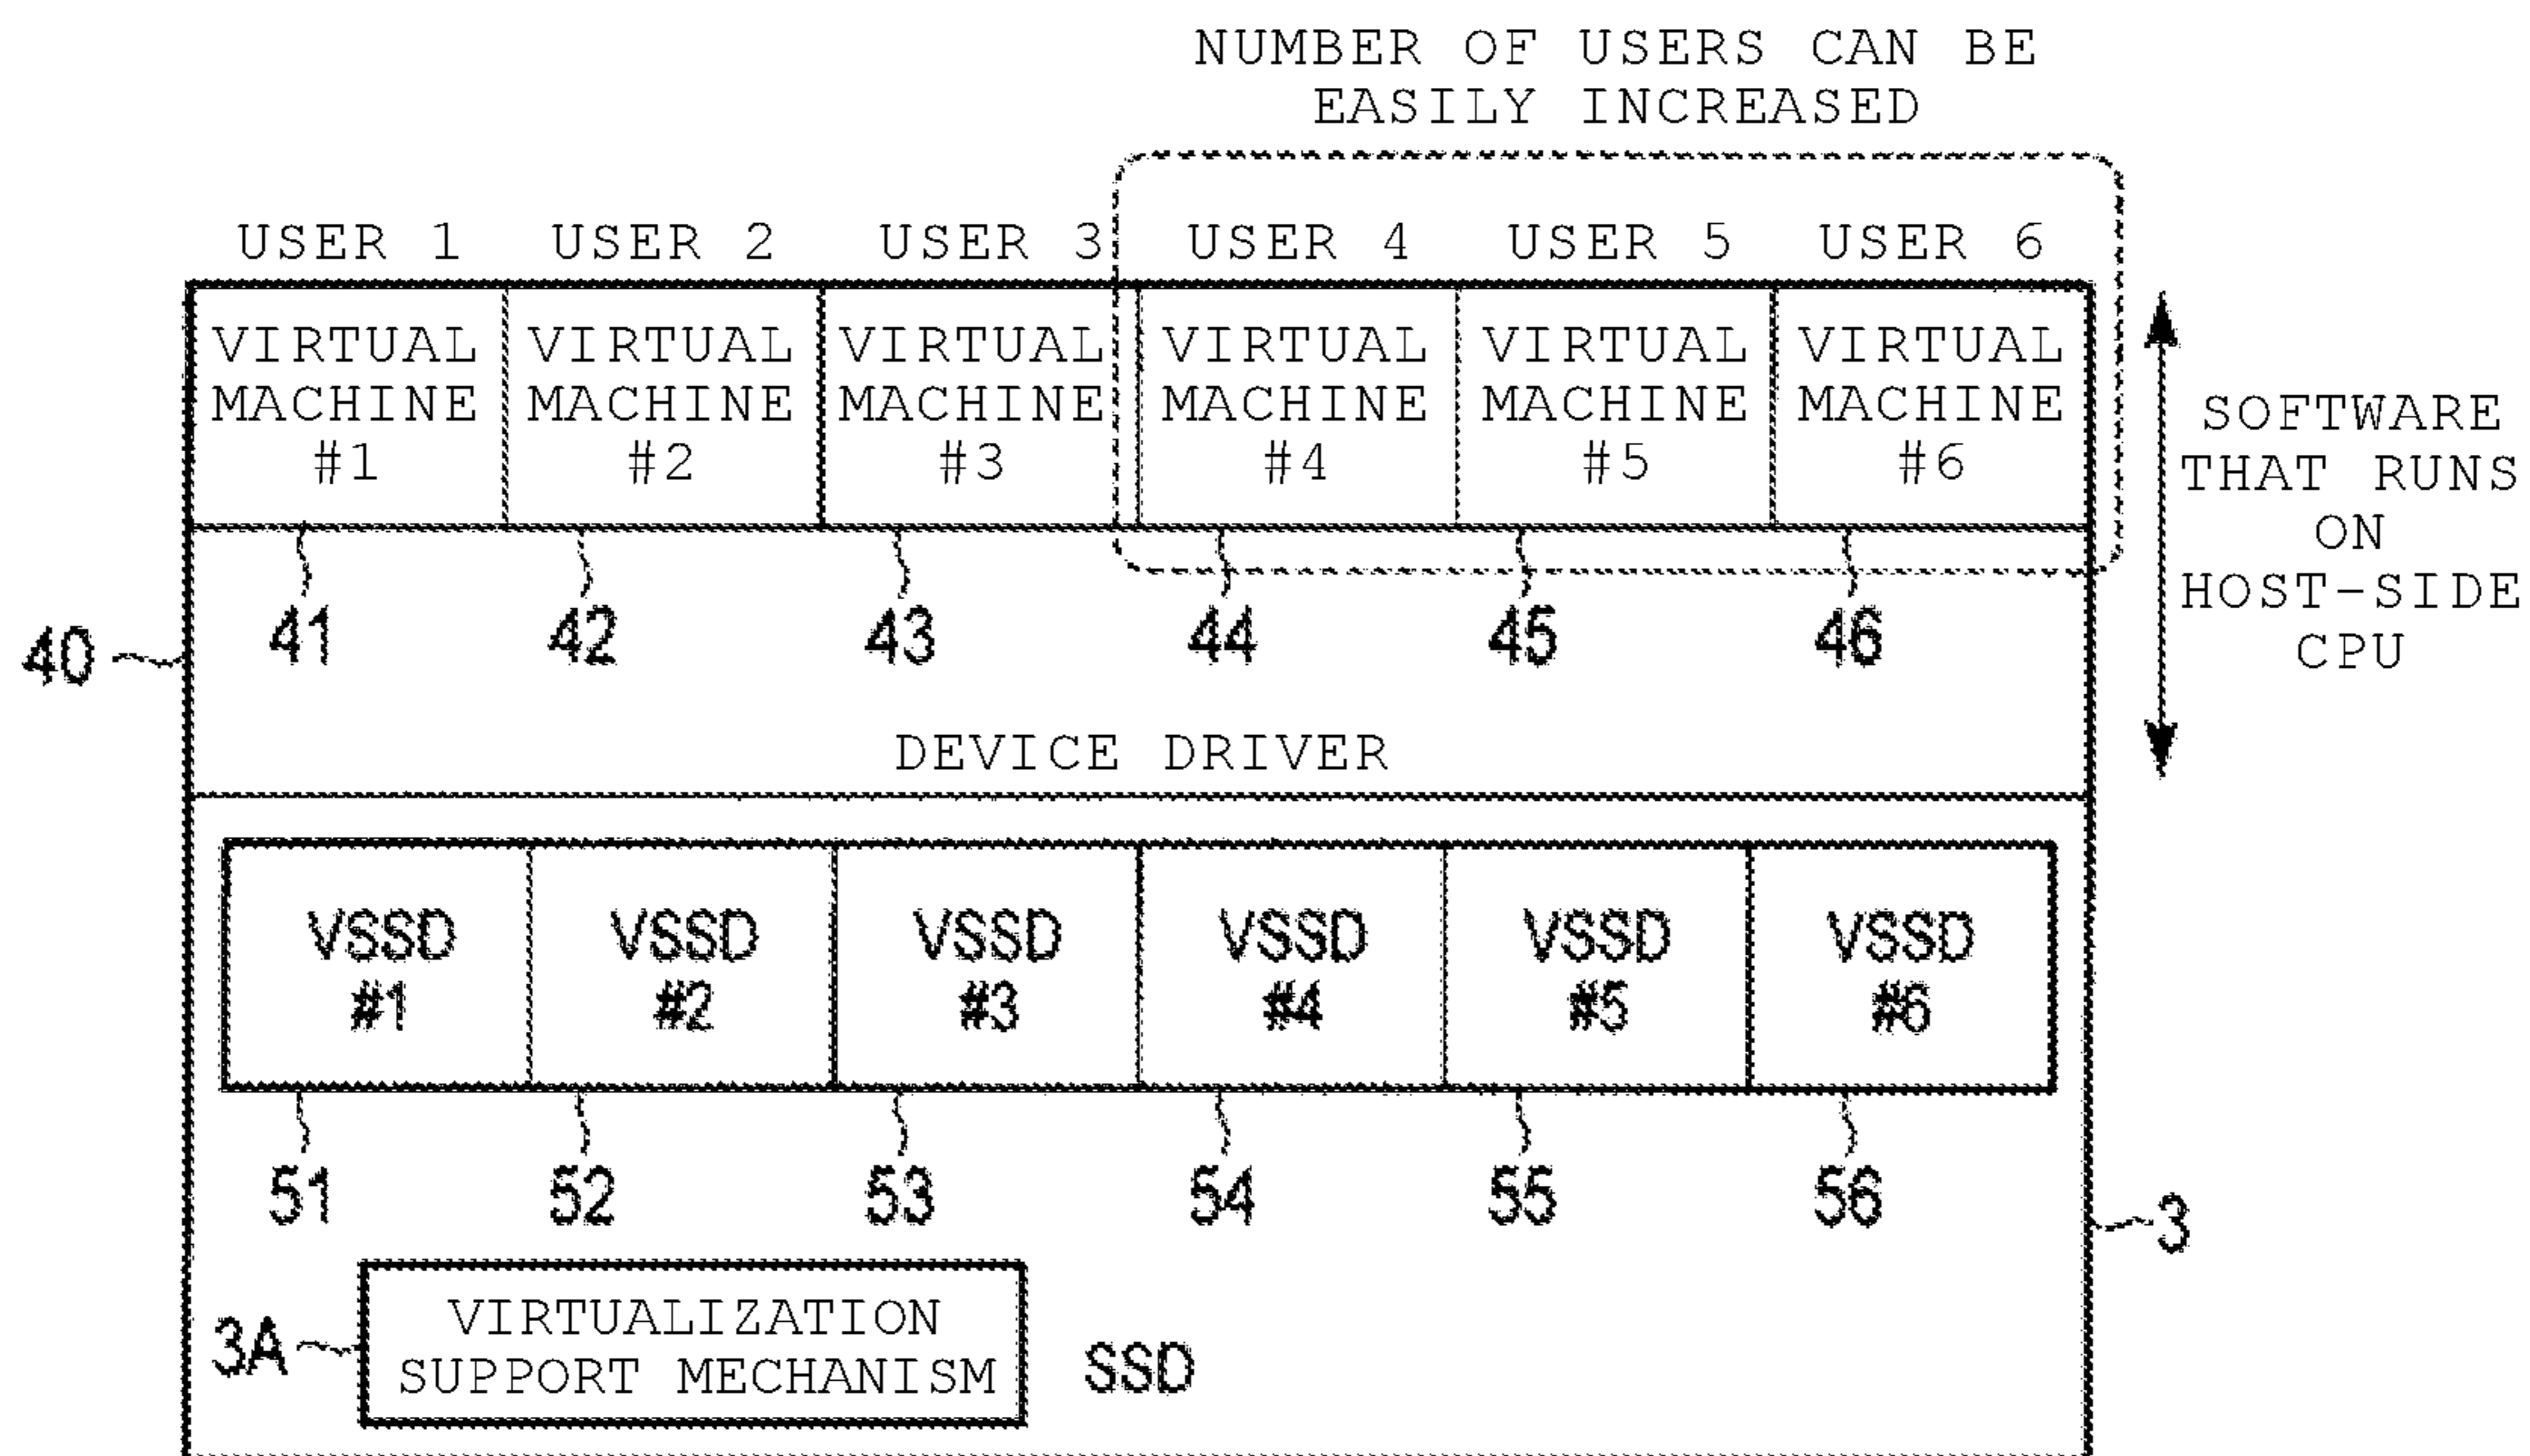 NUMBER OF USERS CAN BE
EASILY INCREASED
USER 1 USER 2 USER 3 USER 4 USER 5 USER 6
VIRTUAL VIRTUAL VIRTUAL VIRTUAL VIRTUAL VIRTUAL
MACHINE MACHINE MACHINE MACHINE MACHINE MACHINE
#1 #2 #3 #4 #5 #6
SOFTWARE
THAT RUNS
ON
HOST-SIDE
CPU
41 42 43 44 45 46
40
DEVICE DRIVER
VSSD VSSD VSSD VSSD VSSD VSSD
#1 #2 #3 #4 #5 #6
51 52 53 54 55 56
3
3A
VIRTUALIZATION
SUPPORT MECHANISM
SSD